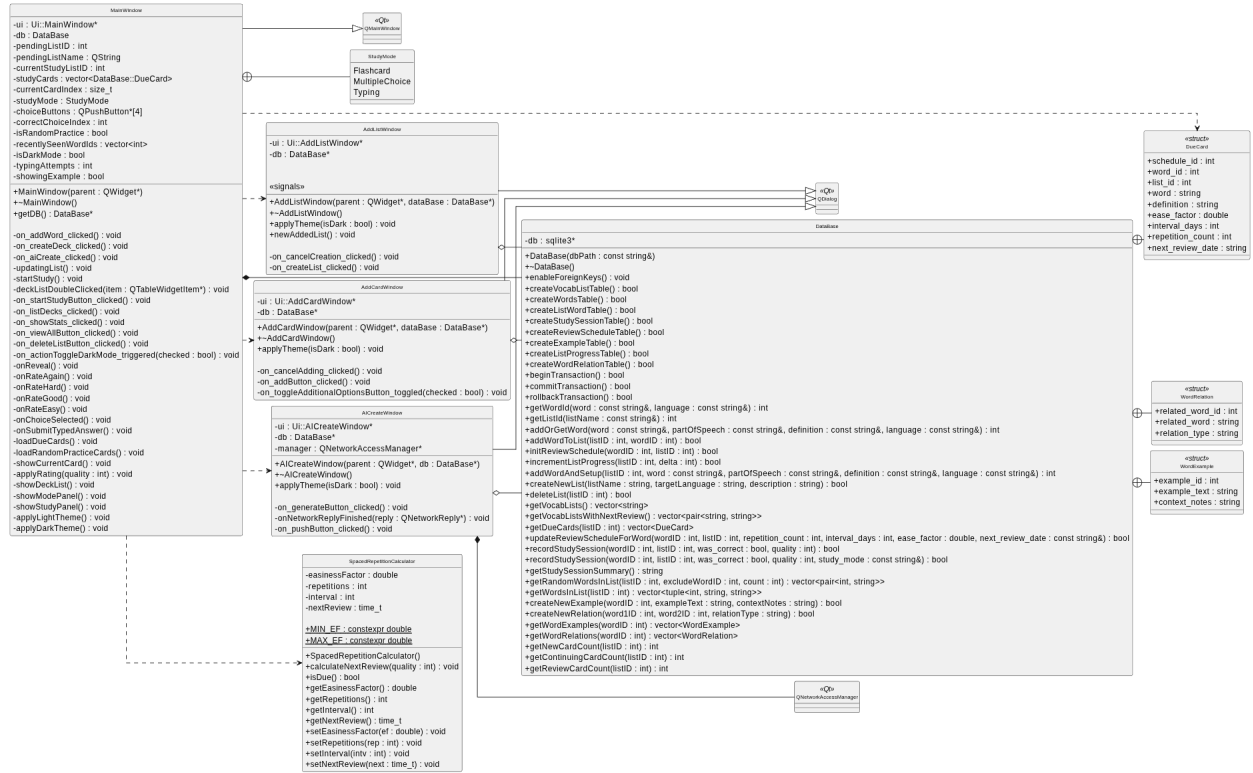 MainWindow
-ui : Ui::MainWindow*
-db : DataBase
-pendingListID : int
-pendingListName : QString
-currentStudyListID : int
-studyCards : vector<DataBase::DueCard>
-currentCardIndex : size_t
-studyMode : StudyMode
-choiceButtons : QPushButton*[4]
-correctChoiceIndex : int
-isRandomPractice : bool
-recentlySeenWordIds : vector<int>
-isDarkMode : bool
-typingAttempts : int
-showingExample : bool
+MainWindow(parent : QWidget*)
+~MainWindow()
+getDB() : DataBase*
-on_addWord_clicked() : void
-on_createDeck_clicked() : void
-on_aiCreate_clicked() : void
-updatingList() : void
-startStudy() : void
-deckListDoubleClicked(item : QTableWidgetItem*) : void
-on_startStudyButton_clicked() : void
-on_listDecks_clicked() : void
-on_showStats_clicked() : void
-on_viewAllButton_clicked() : void
-on_deleteListButton_clicked() : void
-on_actionToggleDarkMode_triggered(checked : bool) : void
-onReveal() : void
-onRateAgain() : void
-onRateHard() : void
-onRateGood() : void
-onRateEasy() : void
-onChoiceSelected() : void
-onSubmitTypedAnswer() : void
-loadDueCards() : void
-loadRandomPracticeCards() : void
-showCurrentCard() : void
-applyRating(quality : int) : void
-showDeckList() : void
-showModePanel() : void
-showStudyPanel() : void
-applyLightTheme() : void
-applyDarkTheme() : void
«Qt»
QMainWindow
StudyMode
Flashcard
MultipleChoice
Typing
AddListWindow
-ui : Ui::AddListWindow*
-db : DataBase*
«signals»
+AddListWindow(parent : QWidget*, dataBase : DataBase*)
+~AddListWindow()
+applyTheme(isDark : bool) : void
+newAddedList() : void
-on_cancelCreation_clicked() : void
-on_createList_clicked() : void
AddCardWindow
-ui : Ui::AddCardWindow*
-db : DataBase*
+AddCardWindow(parent : QWidget*, dataBase : DataBase*)
+~AddCardWindow()
+applyTheme(isDark : bool) : void
-on_cancelAdding_clicked() : void
-on_addButton_clicked() : void
-on_toggleAdditionalOptionsButton_toggled(checked : bool) : void
AICreateWindow
-ui : Ui::AICreateWindow*
-db : DataBase*
-manager : QNetworkAccessManager*
+AICreateWindow(parent : QWidget*, db : DataBase*)
+~AICreateWindow()
+applyTheme(isDark : bool) : void
-on_generateButton_clicked() : void
-onNetworkReplyFinished(reply : QNetworkReply*) : void
-on_pushButton_clicked() : void
SpacedRepetitionCalculator
-easinessFactor : double
-repetitions : int
-interval : int
-nextReview : time_t
+MIN_EF : constexpr double
+MAX_EF : constexpr double
+SpacedRepetitionCalculator()
+calculateNextReview(quality : int) : void
+isDue() : bool
+getEasinessFactor() : double
+getRepetitions() : int
+getInterval() : int
+getNextReview() : time_t
+setEasinessFactor(ef : double) : void
+setRepetitions(rep : int) : void
+setInterval(intv : int) : void
+setNextReview(next : time_t) : void
«Qt»
QDialog
DataBase
-db : sqlite3*
+DataBase(dbPath : const string&)
+~DataBase()
+enableForeignKeys() : void
+createVocabListTable() : bool
+createWordsTable() : bool
+createListWordTable() : bool
+createStudySessionTable() : bool
+createReviewScheduleTable() : bool
+createExampleTable() : bool
+createListProgressTable() : bool
+createWordRelationTable() : bool
+beginTransaction() : bool
+commitTransaction() : bool
+rollbackTransaction() : bool
+getWordId(word : const string&, language : const string&) : int
+getListId(listName : const string&) : int
+addOrGetWord(word : const string&, partOfSpeech : const string&, definition : const string&, language : const string&) : int
+addWordToList(listID : int, wordID : int) : bool
+initReviewSchedule(wordID : int, listID : int) : bool
+incrementListProgress(listID : int, delta : int) : bool
+addWordAndSetup(listID : int, word : const string&, partOfSpeech : const string&, definition : const string&, language : const string&) : int
+createNewList(listName : string, targetLanguage : string, description : string) : bool
+deleteList(listID : int) : bool
+getVocabLists() : vector<string>
+getVocabListsWithNextReview() : vector<pair<string, string>>
+getDueCards(listID : int) : vector<DueCard>
+updateReviewScheduleForWord(wordID : int, listID : int, repetition_count : int, interval_days : int, ease_factor : double, next_review_date : const string&) : bool
+recordStudySession(wordID : int, listID : int, was_correct : bool, quality : int) : bool
+recordStudySession(wordID : int, listID : int, was_correct : bool, quality : int, study_mode : const string&) : bool
+getStudySessionSummary() : string
+getRandomWordsInList(listID : int, excludeWordID : int, count : int) : vector<pair<int, string>>
+getWordsInList(listID : int) : vector<tuple<int, string, string>>
+createNewExample(wordID : int, exampleText : string, contextNotes : string) : bool
+createNewRelation(word1ID : int, word2ID : int, relationType : string) : bool
+getWordExamples(wordID : int) : vector<WordExample>
+getWordRelations(wordID : int) : vector<WordRelation>
+getNewCardCount(listID : int) : int
+getContinuingCardCount(listID : int) : int
+getReviewCardCount(listID : int) : int
«Qt»
QNetworkAccessManager
«struct»
DueCard
+schedule_id : int
+word_id : int
+list_id : int
+word : string
+definition : string
+ease_factor : double
+interval_days : int
+repetition_count : int
+next_review_date : string
«struct»
WordRelation
+related_word_id : int
+related_word : string
+relation_type : string
«struct»
WordExample
+example_id : int
+example_text : string
+context_notes : string